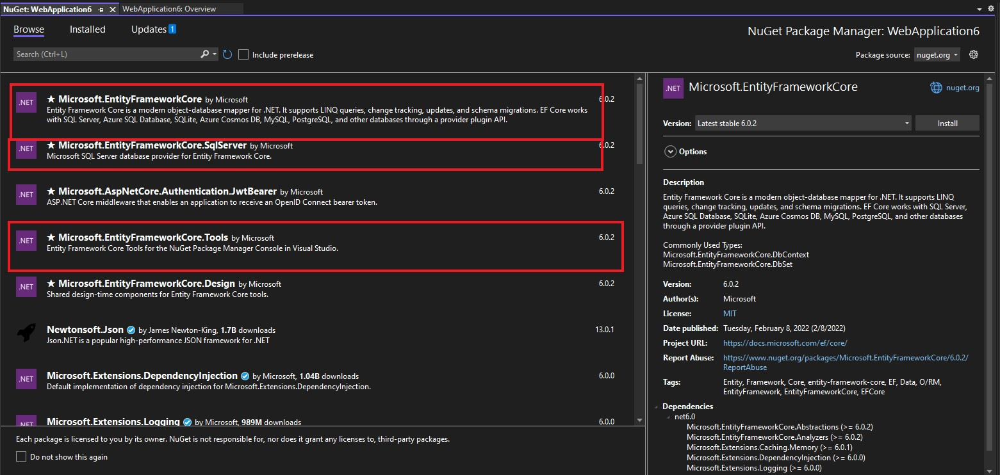 NuGet: WebApplication6
WebApplication6: Overview
Browse
Installed
Updates 1
NuGet Package Manager: WebApplication6
Search (Ctrl+L)
Include prerelease
Package source: nuget.org
.NET
★ Microsoft.EntityFrameworkCore by Microsoft
6.0.2
Entity Framework Core is a modern object-database mapper for .NET. It supports LINQ queries, change tracking, updates, and schema migrations. EF Core works
with SQL Server, Azure SQL Database, SQLite, Azure Cosmos DB, MySQL, PostgreSQL, and other databases through a provider plugin API.
.NET
★ Microsoft.EntityFrameworkCore.SqlServer by Microsoft
6.0.2
Microsoft SQL Server database provider for Entity Framework Core.
.NET
★ Microsoft.AspNetCore.Authentication.JwtBearer by Microsoft
6.0.2
ASP.NET Core middleware that enables an application to receive an OpenID Connect bearer token.
.NET
★ Microsoft.EntityFrameworkCore.Tools by Microsoft
6.0.2
Entity Framework Core Tools for the NuGet Package Manager Console in Visual Studio.
.NET
★ Microsoft.EntityFrameworkCore.Design by Microsoft
6.0.2
Shared design-time components for Entity Framework Core tools.
Newtonsoft.Json by James Newton-King, 1.7B downloads
13.0.1
Json.NET is a popular high-performance JSON framework for .NET
.NET
Microsoft.Extensions.DependencyInjection by Microsoft, 1.04B downloads
6.0.0
Default implementation of dependency injection for Microsoft.Extensions.DependencyInjection.
.NET
Microsoft.Extensions.Logging by Microsoft, 989M downloads
6.0.0
Each package is licensed to you by its owner. NuGet is not responsible for, nor does it grant any licenses to, third-party packages.
Do not show this again
.NET
Microsoft.EntityFrameworkCore
nuget.org
Version: Latest stable 6.0.2
Install
Options
Description
Entity Framework Core is a modern object-database mapper for .NET. It supports LINQ
queries, change tracking, updates, and schema migrations. EF Core works with SQL Server,
Azure SQL Database, SQLite, Azure Cosmos DB, MySQL, PostgreSQL, and other databases
through a provider plugin API.
Commonly Used Types:
Microsoft.EntityFrameworkCore.DbContext
Microsoft.EntityFrameworkCore.DbSet
Version: 6.0.2
Author(s): Microsoft
License: MIT
Date published: Tuesday, February 8, 2022 (2/8/2022)
Project URL: https://docs.microsoft.com/ef/core/
Report Abuse: https://www.nuget.org/packages/Microsoft.EntityFrameworkCore/6.0.2/
ReportAbuse
Tags: Entity, Framework, Core, entity-framework-core, EF, Data, O/RM,
EntityFramework, EntityFrameworkCore, EFCore
Dependencies
net6.0
Microsoft.EntityFrameworkCore.Abstractions (>= 6.0.2)
Microsoft.EntityFrameworkCore.Analyzers (>= 6.0.2)
Microsoft.Extensions.Caching.Memory (>= 6.0.1)
Microsoft.Extensions.DependencyInjection (>= 6.0.0)
Microsoft.Extensions.Logging (>= 6.0.0)